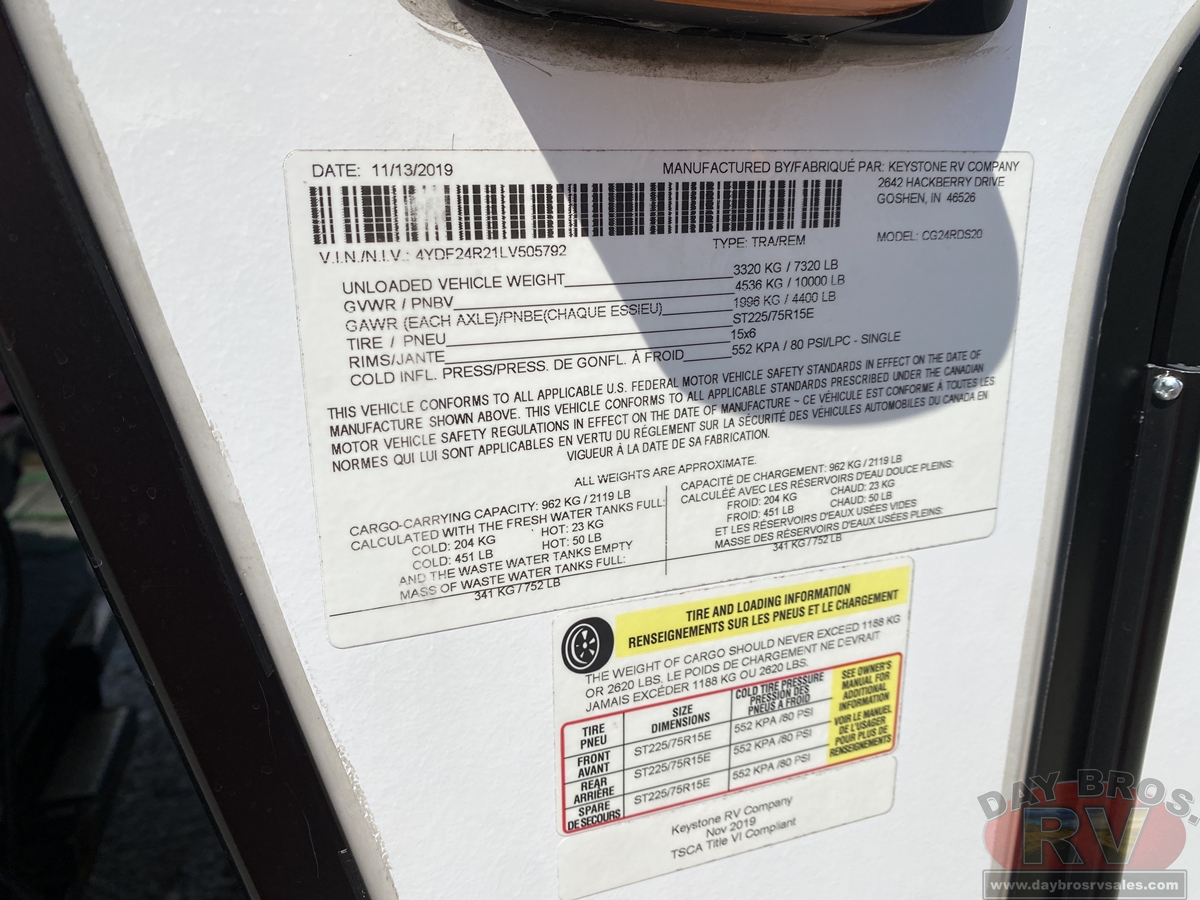 DATE: 11/13/2019
MANUFACTURED BY/FABRIQUÉ PAR: KEYSTONE RV COMPANY
2642 HACKBERRY DRIVE
GOSHEN, IN 46526
V.I.N./N.I.V.: 4YDF24R21LV505792
TYPE: TRA/REM
MODEL: CG24RDS20
UNLOADED VEHICLE WEIGHT 3320 KG / 7320 LB
GVWR / PNBV 4536 KG / 10000 LB
GAWR (EACH AXLE)/PNBE(CHAQUE ESSIEU) 1996 KG / 4400 LB
TIRE / PNEU ST225/75R15E
RIMS/JANTE 15x6
COLD INFL. PRESS/PRESS. DE GONFL. À FROID 552 KPA / 80 PSI/LPC - SINGLE
THIS VEHICLE CONFORMS TO ALL APPLICABLE U.S. FEDERAL MOTOR VEHICLE SAFETY STANDARDS IN EFFECT ON THE DATE OF
MANUFACTURE SHOWN ABOVE. THIS VEHICLE CONFORMS TO ALL APPLICABLE STANDARDS PRESCRIBED UNDER THE CANADIAN
MOTOR VEHICLE SAFETY REGULATIONS IN EFFECT ON THE DATE OF MANUFACTURE ~ CE VÉHICULE EST CONFORME À TOUTES LES
NORMES QUI LUI SONT APPLICABLES EN VERTU DU RÉGLEMENT SUR LA SÉCURITÉ DES VÉHICULES AUTOMOBILES DU CANADA EN
VIGUEUR À LA DATE DE SA FABRICATION.
ALL WEIGHTS ARE APPROXIMATE.
CARGO-CARRYING CAPACITY: 962 KG / 2119 LB
CALCULATED WITH THE FRESH WATER TANKS FULL:
COLD: 204 KG HOT: 23 KG
COLD: 451 LB HOT: 50 LB
AND THE WASTE WATER TANKS EMPTY
MASS OF WASTE WATER TANKS FULL:
341 KG / 752 LB
CAPACITÉ DE CHARGEMENT: 962 KG / 2119 LB
CALCULÉE AVEC LES RÉSERVOIRS D'EAU DOUCE PLEINS:
FROID: 204 KG CHAUD: 23 KG
FROID: 451 LB CHAUD: 50 LB
ET LES RÉSERVOIRS D'EAUX USÉES VIDES
MASSE DES RÉSERVOIRS D'EAUX USÉES PLEINS:
341 KG / 752 LB
TIRE AND LOADING INFORMATION
RENSEIGNEMENTS SUR LES PNEUS ET LE CHARGEMENT
THE WEIGHT OF CARGO SHOULD NEVER EXCEED 1188 KG
OR 2620 LBS. LE POIDS DE CHARGEMENT NE DEVRAIT
JAMAIS EXCÉDER 1188 KG OU 2620 LBS.
TIRE
PNEU
SIZE
DIMENSIONS
COLD TIRE PRESSURE
PRESSION DES
PNEUS A FROID
FRONT
AVANT
ST225/75R15E
552 KPA /80 PSI
REAR
ARRIÈRE
ST225/75R15E
552 KPA /80 PSI
SPARE
DE SECOURS
ST225/75R15E
552 KPA /80 PSI
SEE OWNER'S
MANUAL FOR
ADDITIONAL
INFORMATION
VOIR LE MANUEL
DE L'USAGER
POUR PLUS DE
RENSEIGNEMENTS
Keystone RV Company
Nov 2019
TSCA Title VI Compliant
DAY BROS.
RV
www.daybrosrvsales.com